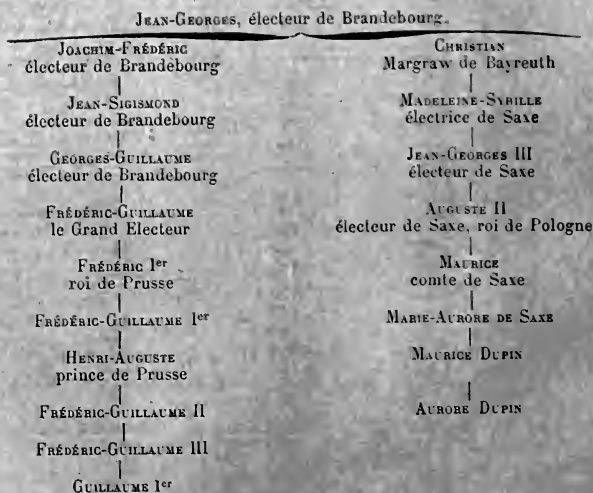 JEAN-GEORGES, électeur de Brandebourg.
JOACHIM-FRÉDÉRIC
électeur de Brandebourg
JEAN-SIGISMOND
électeur de Brandebourg
GEORGES-GUILLAUME
électeur de Brandebourg
FRÉDÉRIC-GUILLAUME
le Grand Electeur
FRÉDÉRIC 1er
roi de Prusse
FRÉDÉRIC-GUILLAUME 1er
HENRI-AUGUSTE
prince de Prusse
FRÉDÉRIC-GUILLAUME II
FRÉDÉRIC-GUILLAUME III
GUILLAUME 1er
CHRISTIAN
Margraw de Bayreuth
MADELEINE-SYBILLE
électrice de Saxe
JEAN-GEORGES III
électeur de Saxe
AUGUSTE II
électeur de Saxe, roi de Pologne
MAURICE
comte de Saxe
MARIE-AURORE DE SAXE
MAURICE DUPIN
AURORE DUPIN